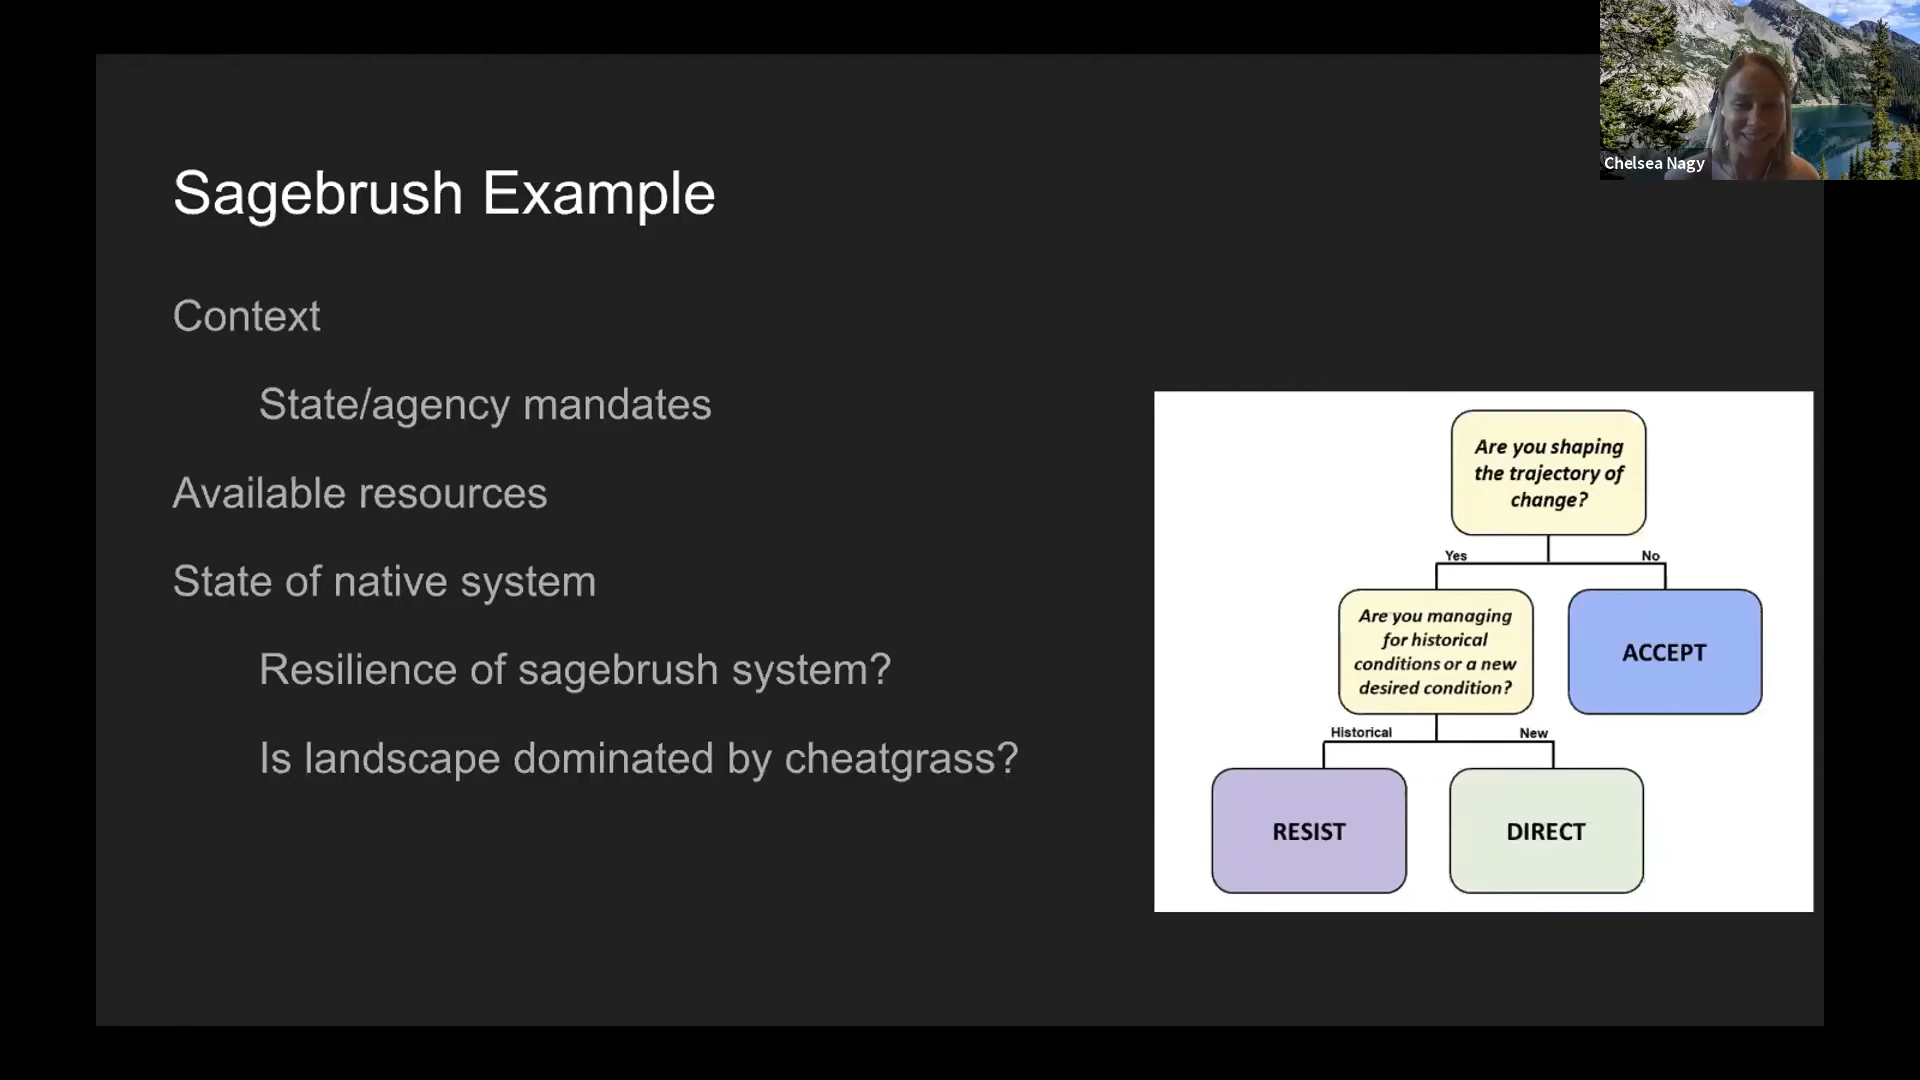 Chelsea Nagy
Sagebrush Example
Context
State/agency mandates
Available resources
State of native system
Resilience of sagebrush system?
Is landscape dominated by cheatgrass?
Are you shaping
the trajectory of
change?
Yes
No
Are you managing
for historical
conditions or a new
desired condition?
ACCEPT
Historical
New
RESIST
DIRECT